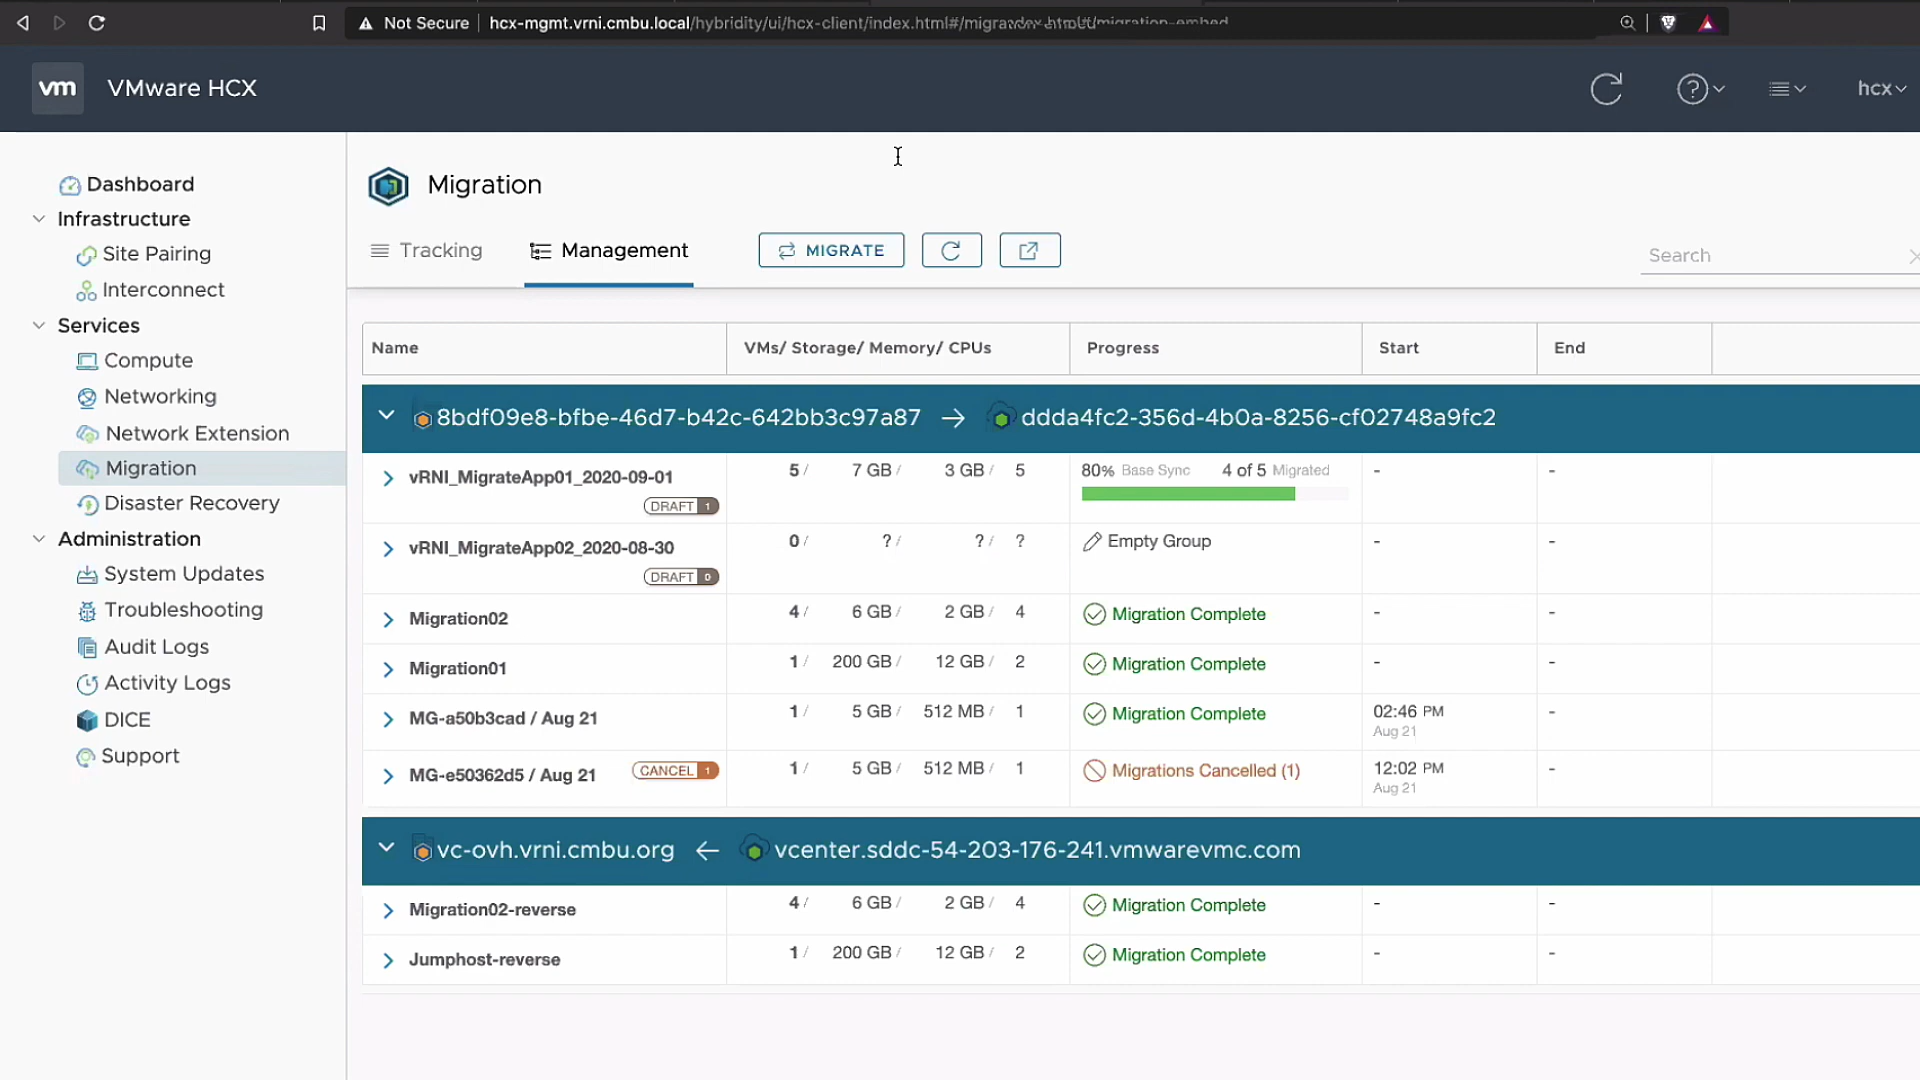 Not Secure hcx-mgmt.vrni.cmbu.local/hybridity/ui/hcx-client/index.html#/
vm VMware HCX hcx
Dashboard
Infrastructure
Site Pairing
Interconnect
Services
Compute
Networking
Network Extension
Migration
Disaster Recovery
Administration
System Updates
Troubleshooting
Audit Logs
Activity Logs
DICE
Support
Migration
Tracking Management MIGRATE Search
Name VMs/ Storage/ Memory/ CPUs Progress Start End
8bdf09e8-bfbe-46d7-b42c-642bb3c97a87 → ddda4fc2-356d-4b0a-8256-cf02748a9fc2
vRNI_MigrateApp01_2020-09-01 5/ 7 GB/ 3 GB/ 5 80% Base Sync 4 of 5 Migrated - -
DRAFT 1
vRNI_MigrateApp02_2020-08-30 0/ ?/ ?/ ? Empty Group - -
DRAFT 0
Migration02 4/ 6 GB/ 2 GB/ 4 Migration Complete - -
Migration01 1/ 200 GB/ 12 GB/ 2 Migration Complete - -
MG-a50b3cad / Aug 21 1/ 5 GB/ 512 MB/ 1 Migration Complete 02:46 PM -
Aug 21
MG-e50362d5 / Aug 21 CANCEL 1 1/ 5 GB/ 512 MB/ 1 Migrations Cancelled (1) 12:02 PM -
Aug 21
vc-ovh.vrni.cmbu.org ← vcenter.sddc-54-203-176-241.vmwarevmc.com
Migration02-reverse 4/ 6 GB/ 2 GB/ 4 Migration Complete - -
Jumphost-reverse 1/ 200 GB/ 12 GB/ 2 Migration Complete - -